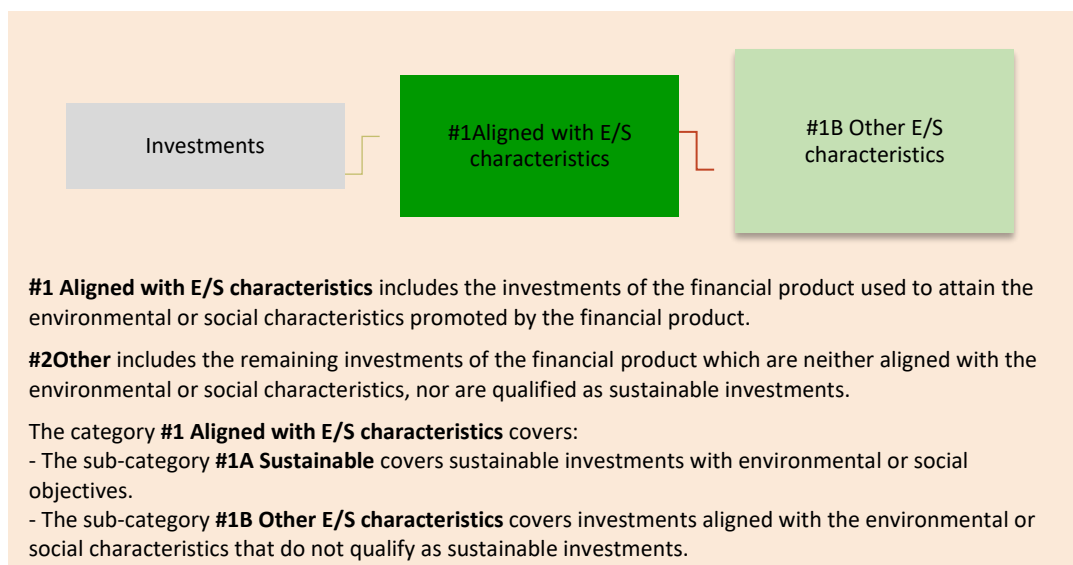 Investments
#1Aligned with E/S
characteristics
#1B Other E/S
characteristics
#1 Aligned with E/S characteristics includes the investments of the financial product used to attain the
environmental or social characteristics promoted by the financial product.
#2Other includes the remaining investments of the financial product which are neither aligned with the
environmental or social characteristics, nor are qualified as sustainable investments.
The category #1 Aligned with E/S characteristics covers:
- The sub-category #1A Sustainable covers sustainable investments with environmental or social
objectives.
- The sub-category #1B Other E/S characteristics covers investments aligned with the environmental or
social characteristics that do not qualify as sustainable investments.